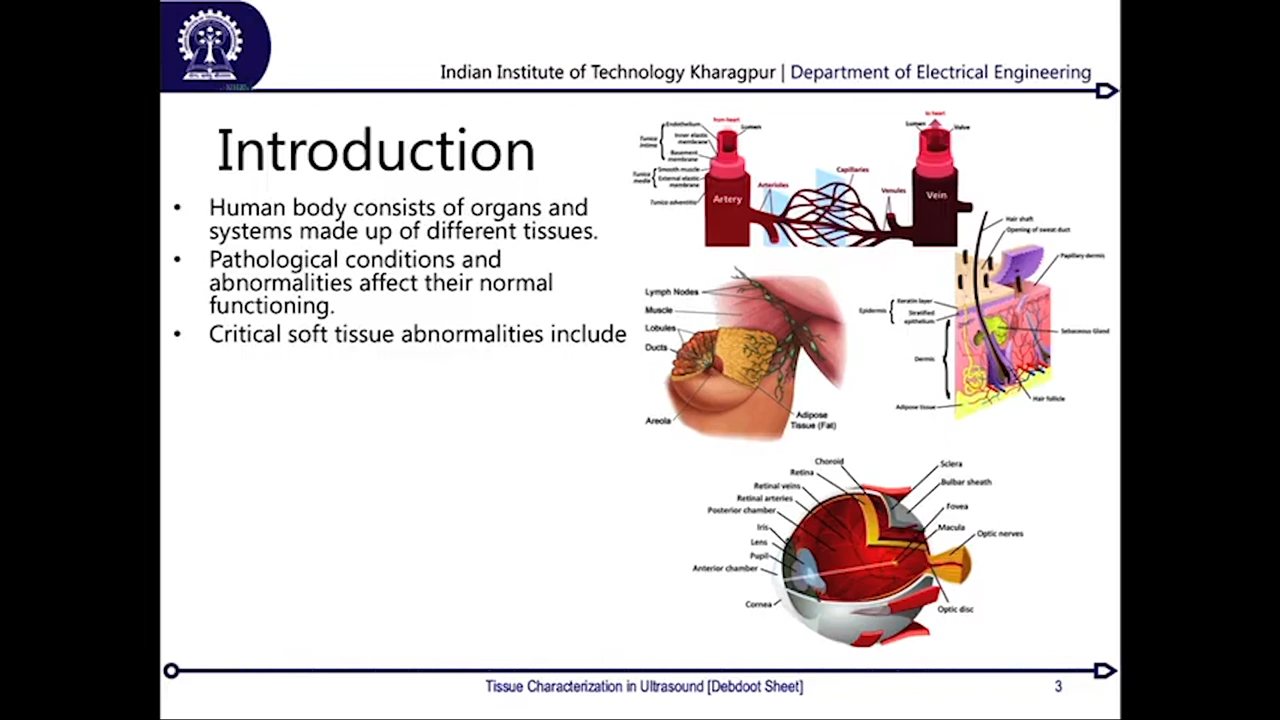 Indian Institute of Technology Kharagpur | Department of Electrical Engineering
Introduction
• Human body consists of organs and
systems made up of different tissues.
• Pathological conditions and
abnormalities affect their normal
functioning.
• Critical soft tissue abnormalities include
from heart
Endothelium
Lumen
Tunica
intima
Inner elastic
membrane
Basement
membrane
Tunica
media
Smooth muscle
External elastic
membrane
Tunica adventitia
Artery
Arterioles
Capillaries
Venules
to heart
Lumen
Valve
Vein
Hair shaft
Opening of sweat duct
Papillary dermis
Epidermis
Keratin layer
Stratified
epithelium
Sebaceous Gland
Dermis
Adipose tissue
Hair follicle
Lymph Nodes
Muscle
Lobules
Ducts
Areola
Adipose
Tissue (Fat)
Choroid
Retina
Retinal veins
Retinal arteries
Posterior chamber
Iris
Lens
Pupil
Anterior chamber
Cornea
Sclera
Bulbar sheath
Fovea
Macula
Optic nerves
Optic disc
Tissue Characterization in Ultrasound [Debdoot Sheet]
3